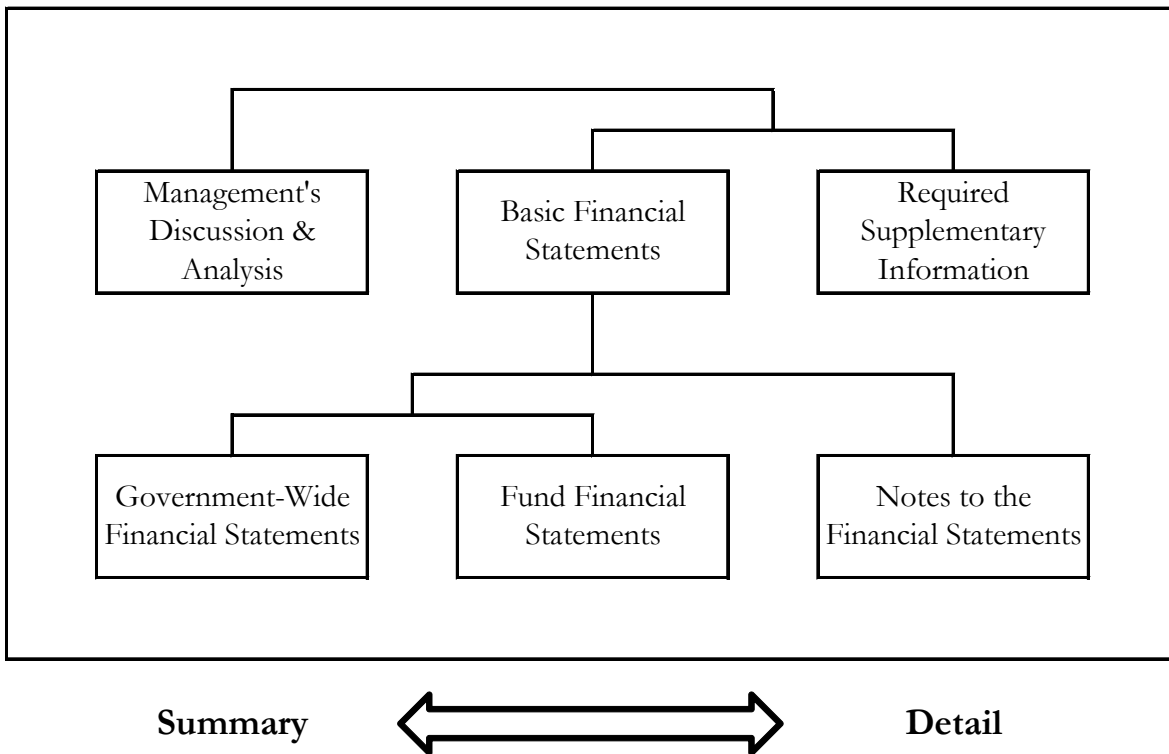 Management's
Discussion &
Analysis
Basic Financial
Statements
Required
Supplementary
Information
Government-Wide
Financial Statements
Fund Financial
Statements
Notes to the
Financial Statements
Summary
Detail